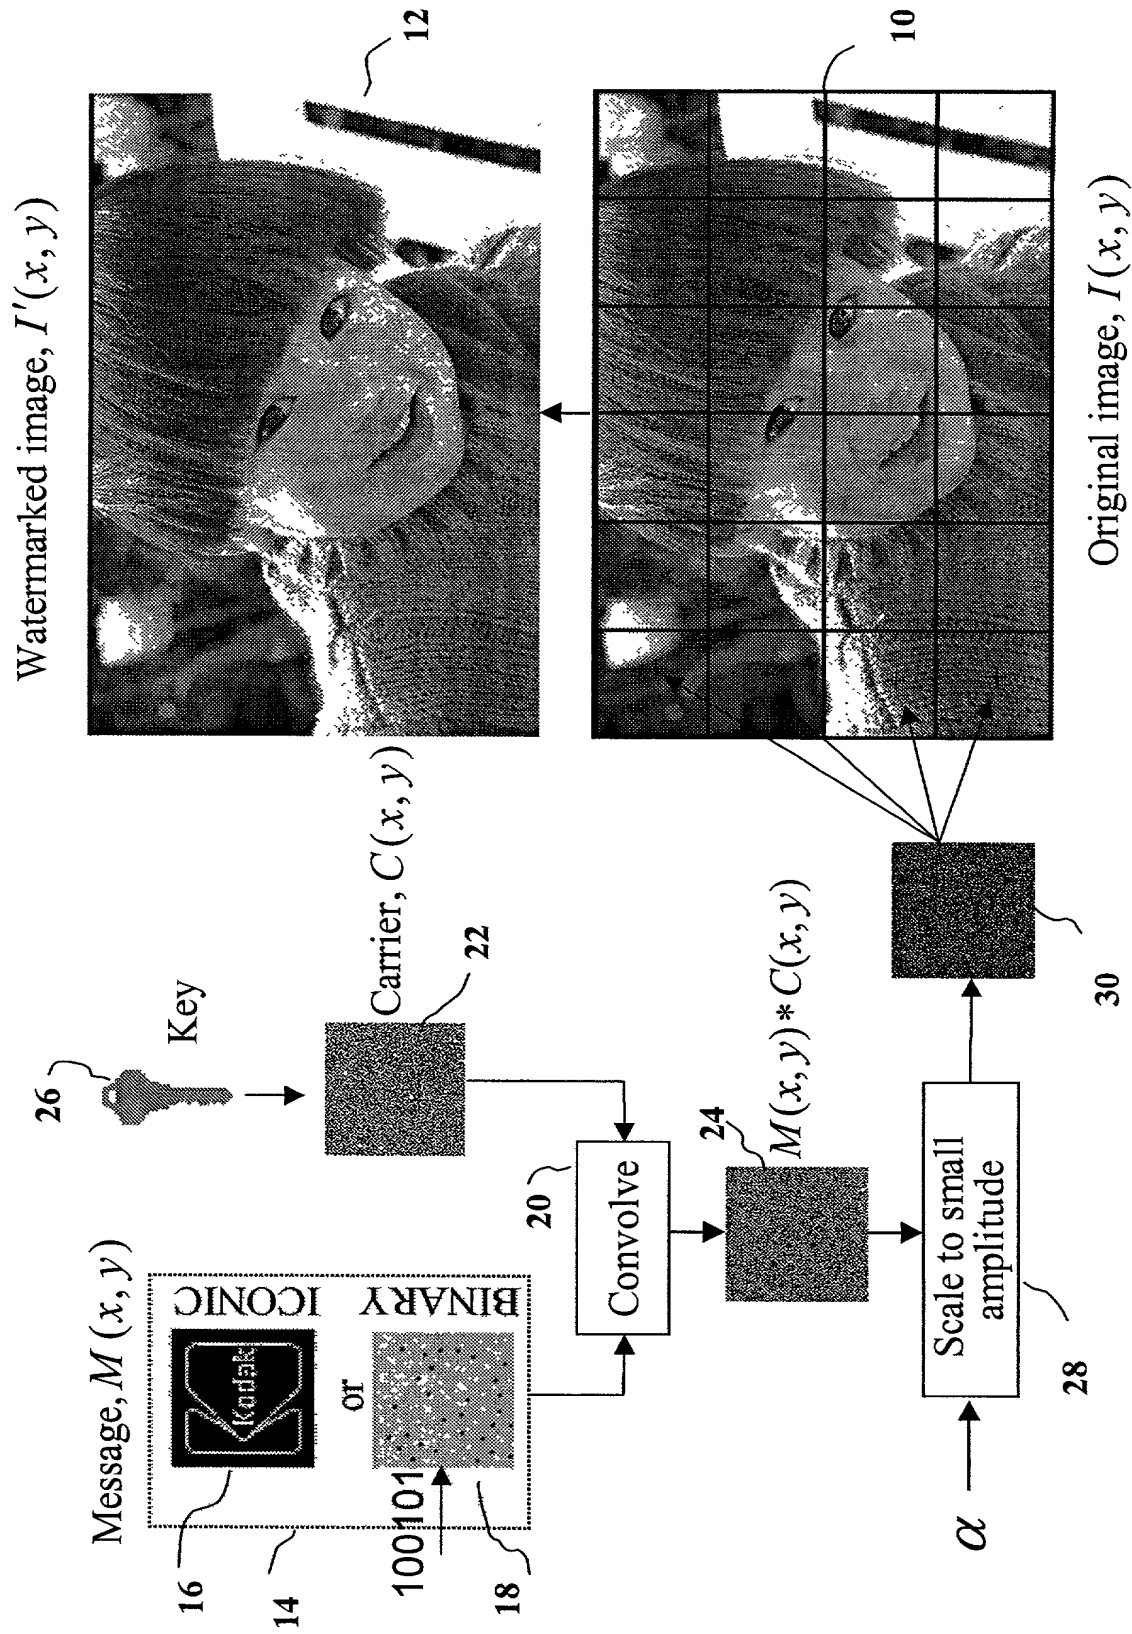 Message, M (x, y)
16
14
18
100101
Kodak
ICONIC
or
BINARY
26
Key
Carrier, C(x, y)
22
20
Convolve
24
M(x, y)*C(x, y)
α
Scale to small
amplitude
28
30
Watermarked image, I'(x, y)
12
10
Original image, I(x, y)